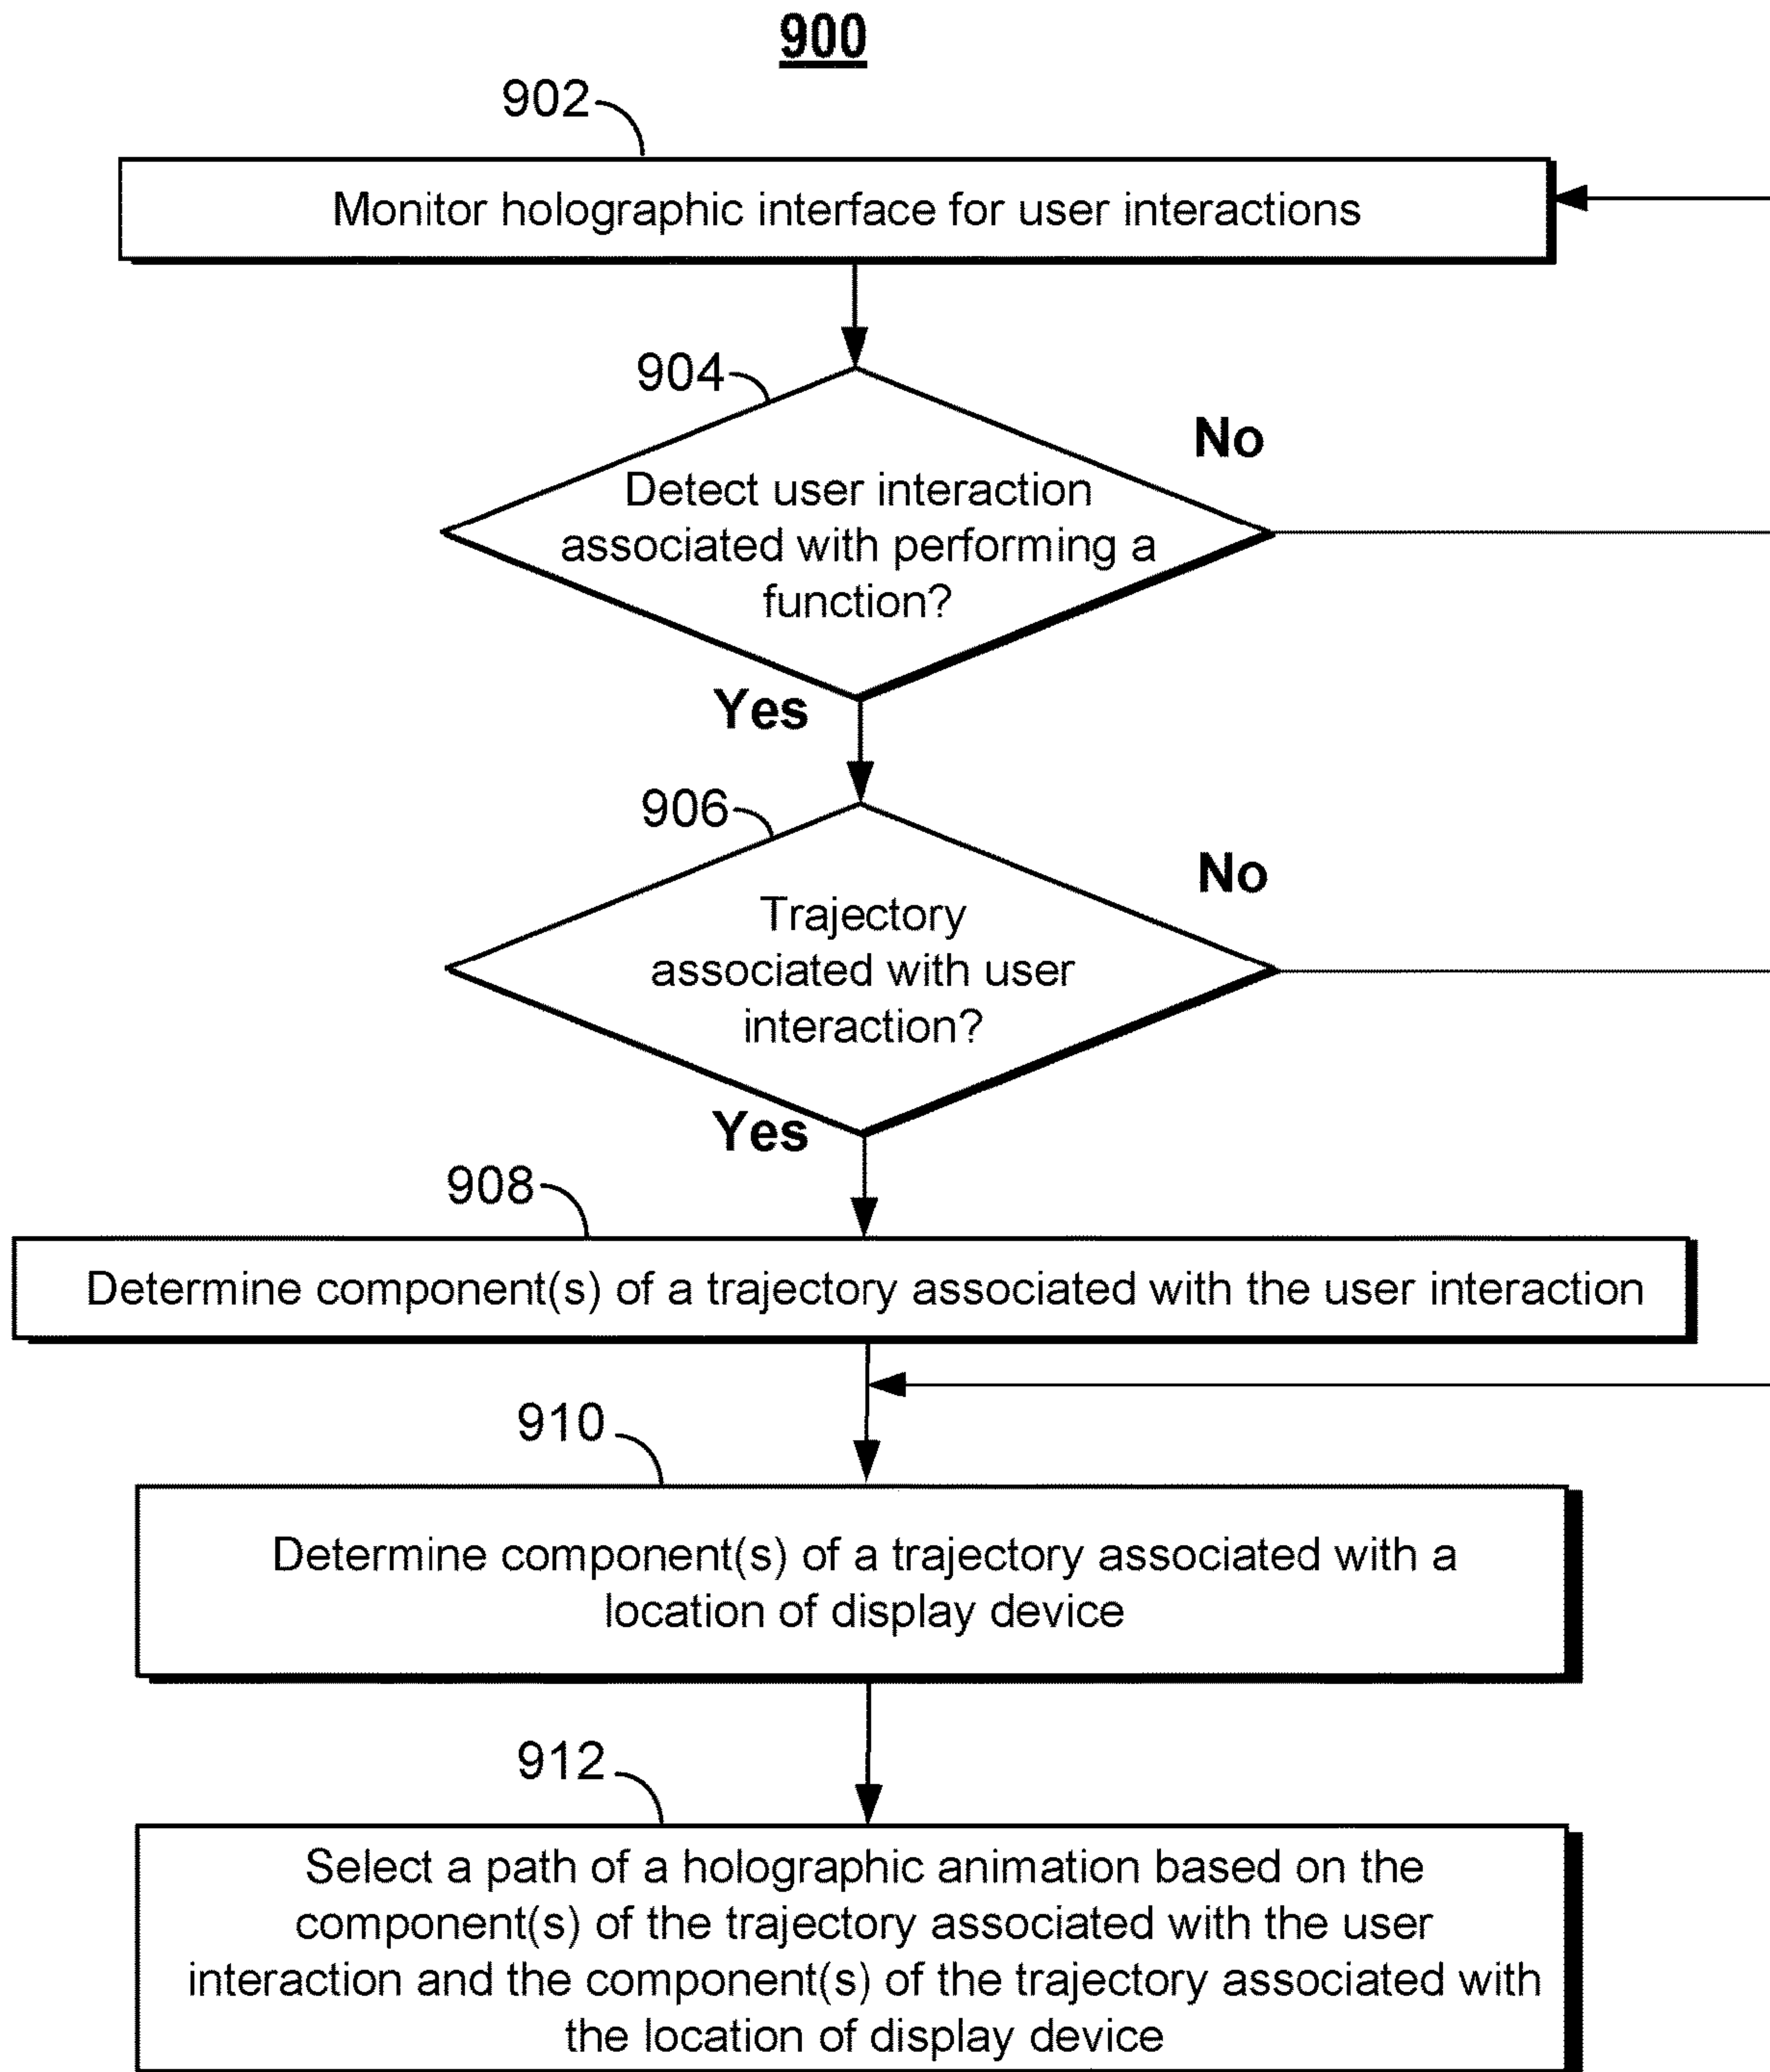 900
902
Monitor holographic interface for user interactions
904
No
Detect user interaction
associated with performing a
function?
Yes
906
No
Trajectory
associated with user
interaction?
Yes
908
Determine component(s) of a trajectory associated with the user interaction
910
Determine component(s) of a trajectory associated with a
location of display device
912
Select a path of a holographic animation based on the
component(s) of the trajectory associated with the user
interaction and the component(s) of the trajectory associated with
the location of display device